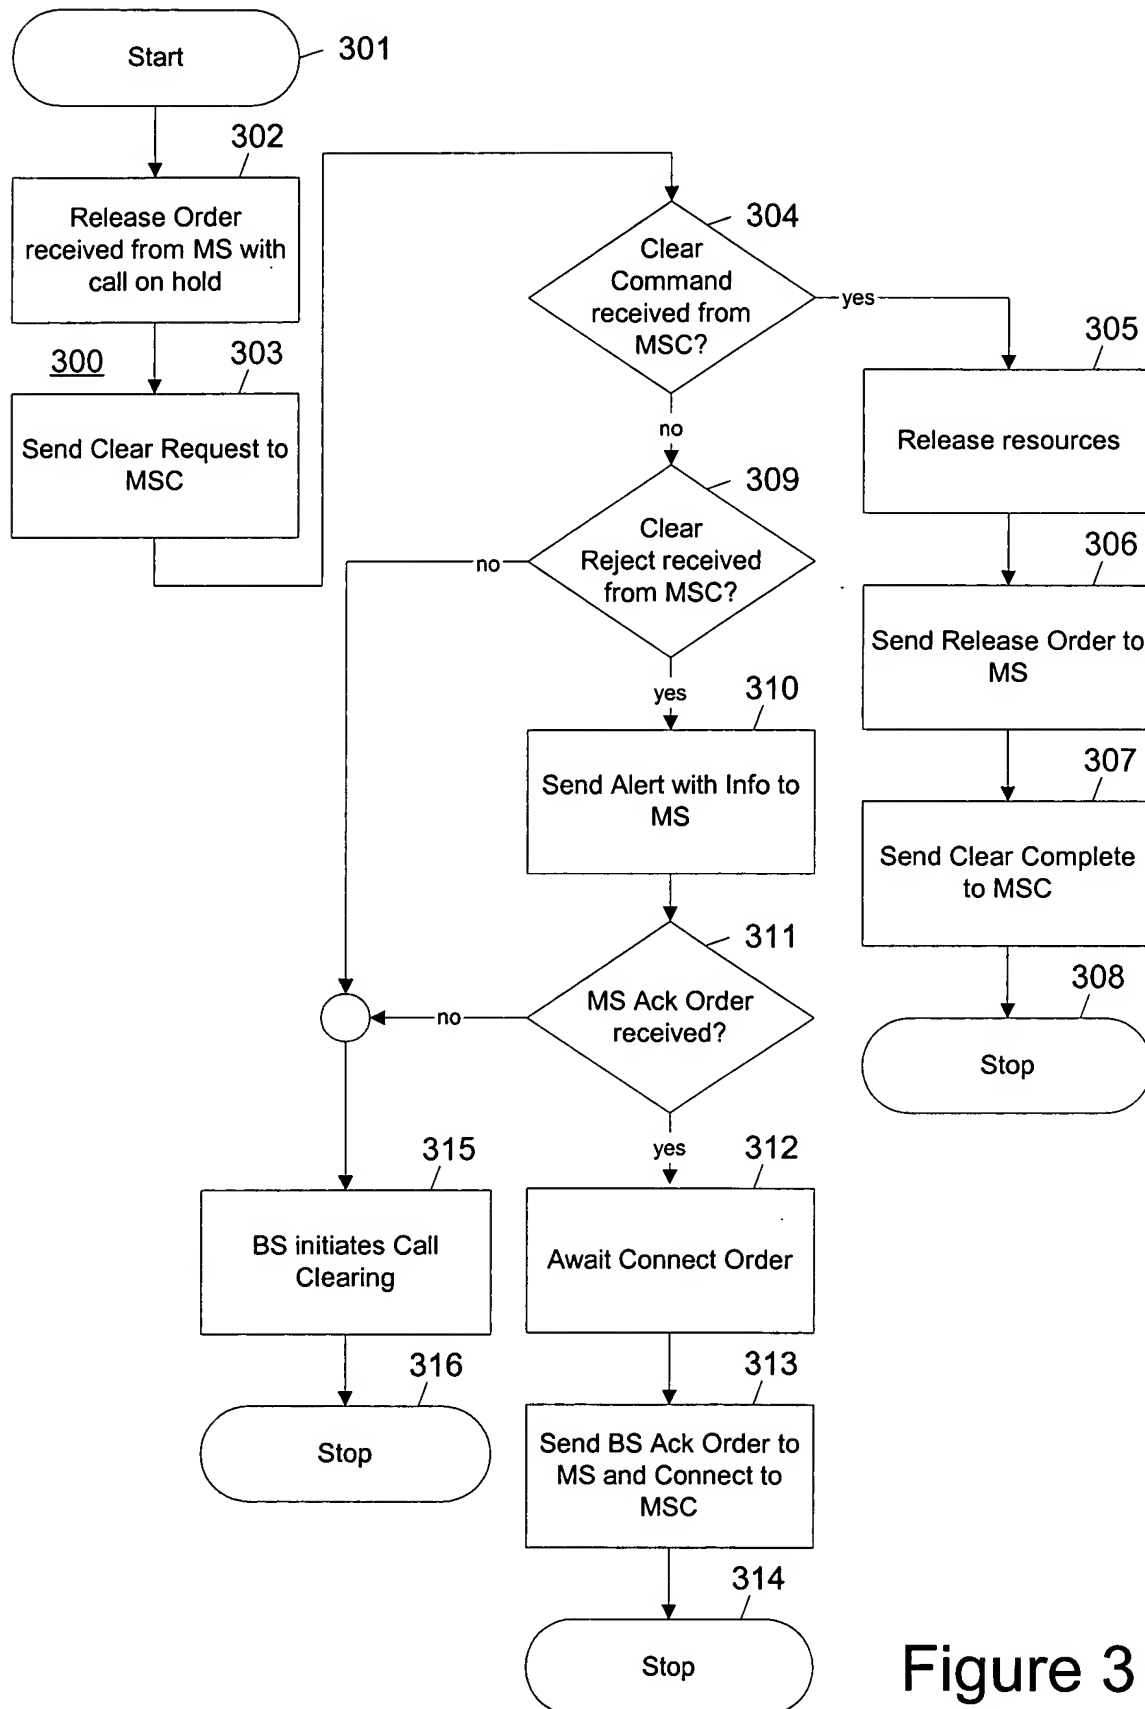 Start
301
302
Release Order
received from MS with
call on hold
300
303
Send Clear Request to
MSC
304
Clear
Command
received from
MSC?
yes
no
305
Release resources
309
Clear
Reject received
from MSC?
no
yes
306
Send Release Order to
MS
310
Send Alert with Info to
MS
307
Send Clear Complete
to MSC
311
MS Ack Order
received?
no
yes
308
Stop
315
BS initiates Call
Clearing
312
Await Connect Order
316
Stop
313
Send BS Ack Order to
MS and Connect to
MSC
314
Stop
Figure 3